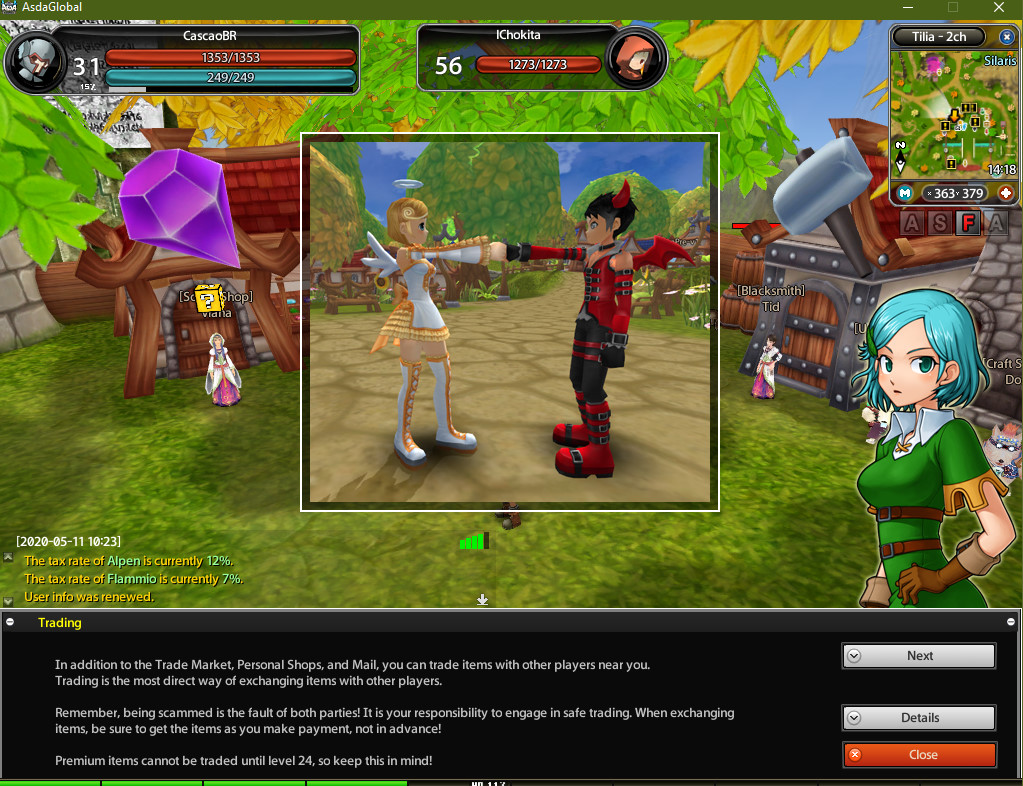 AsdaGlobal
CascaoBR
31
15%
1353/1353
249/249
IChokita
56
1273/1273
Tilia - 2ch
Silaris
N
14:18
M
X 363 Y 379
A S F A
[Blacksmith]
Tid
[Craft S
Do
[2020-05-11 10:23]
The tax rate of Alpen is currently 12%.
The tax rate of Flammio is currently 7%.
User info was renewed.
Trading
In addition to the Trade Market, Personal Shops, and Mail, you can trade items with other players near you.
Trading is the most direct way of exchanging items with other players.
Remember, being scammed is the fault of both parties! It is your responsibility to engage in safe trading. When exchanging
items, be sure to get the items as you make payment, not in advance!
Premium items cannot be traded until level 24, so keep this in mind!
Next
Details
Close